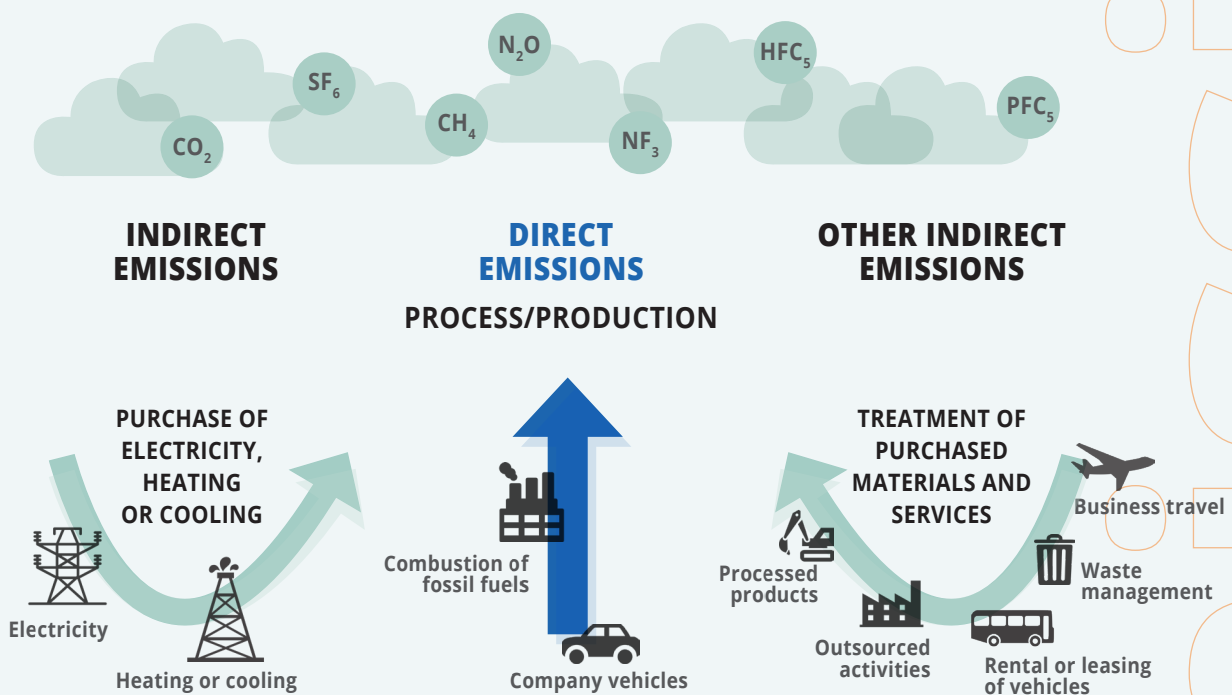 CO₂
SF₆
CH₄
N₂O
NF₃
HFC₅
PFC₅
INDIRECT
EMISSIONS
PURCHASE OF
ELECTRICITY,
HEATING
OR COOLING
Electricity
Heating or cooling
DIRECT
EMISSIONS
PROCESS/PRODUCTION
Combustion of
fossil fuels
Company vehicles
OTHER INDIRECT
EMISSIONS
TREATMENT OF
PURCHASED
MATERIALS AND
SERVICES
Processed
products
Outsourced
activities
Rental or leasing
of vehicles
Waste
management
Business travel